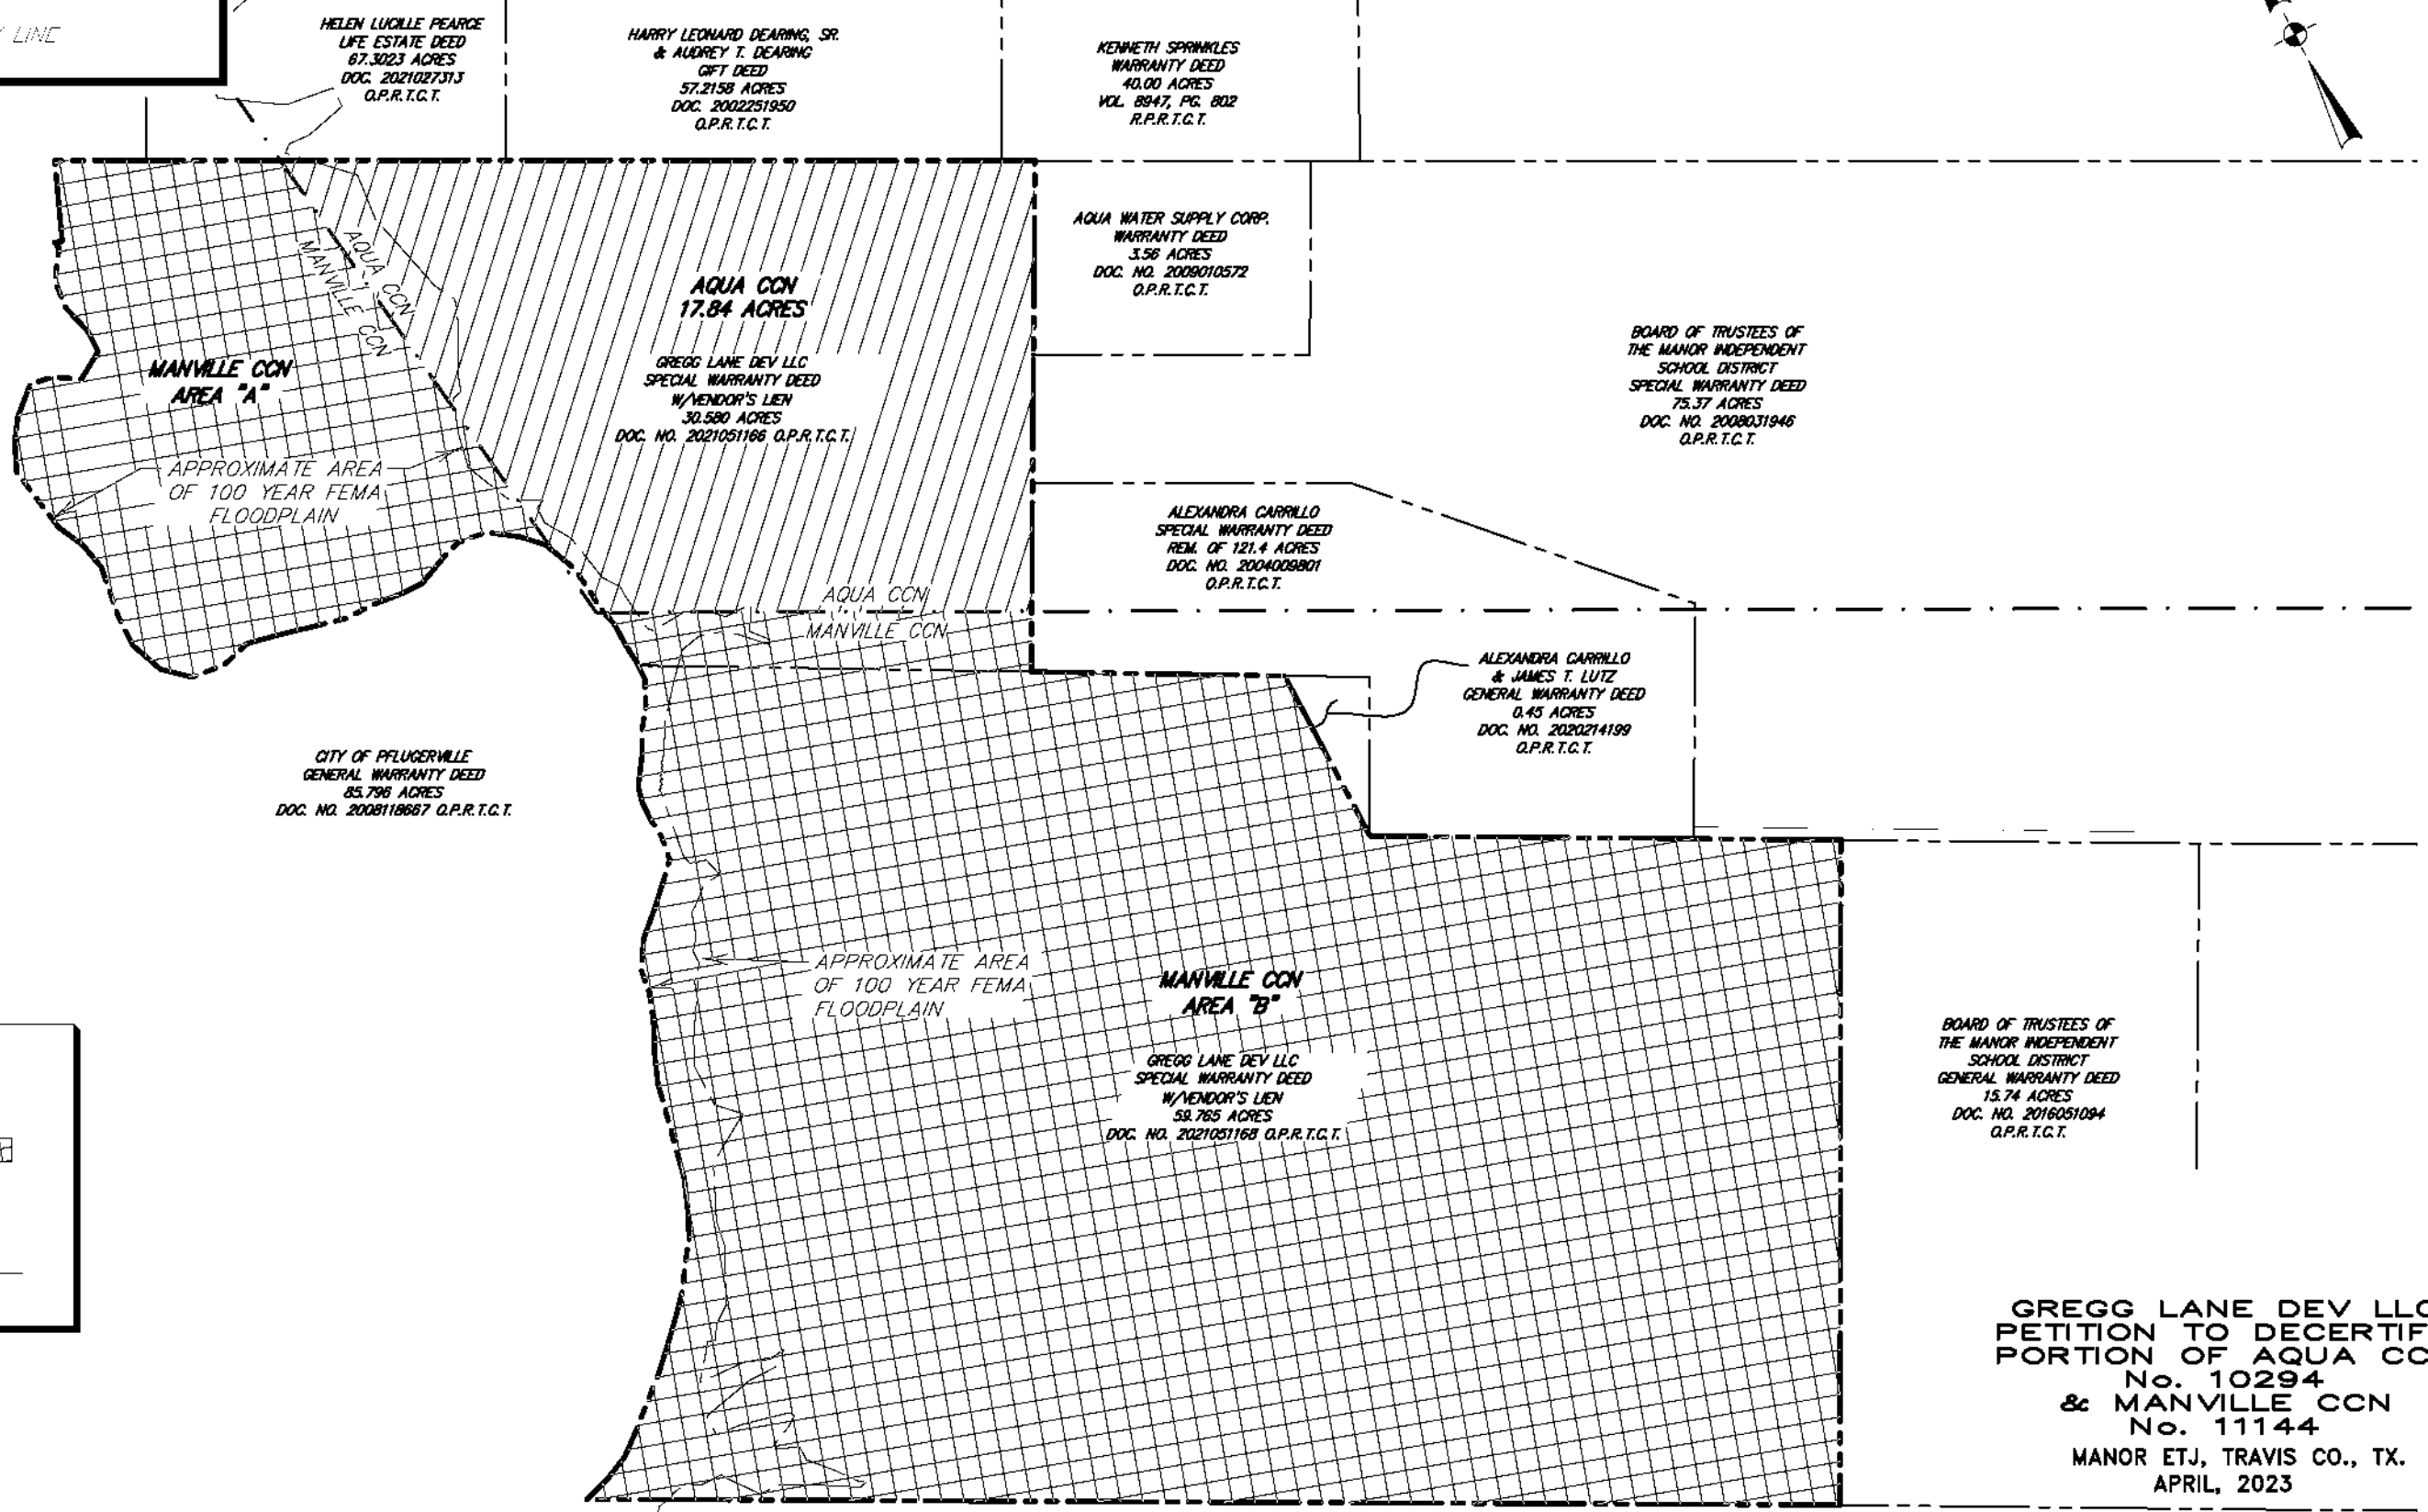 LINE
HELEN LUCILLE PEARCE
LIFE ESTATE DEED
67.3023 ACRES
DOC. 2021027313
O.P.R.T.C.T.
HARRY LEONARD DEARING, SR.
& AUDREY T. DEARING
GIFT DEED
57.2158 ACRES
DOC. 2002251950
O.P.R.T.C.T.
KENNETH SPRINKLES
WARRANTY DEED
40.00 ACRES
VOL. 8947, PG. 802
R.P.R.T.C.T.
AQUA CCN
MANVILLE CCN
AQUA CCN
17.84 ACRES
GREGG LANE DEV LLC
SPECIAL WARRANTY DEED
W/VENDOR'S LIEN
30.580 ACRES
DOC. NO. 2021051166 O.P.R.T.C.T.
AQUA WATER SUPPLY CORP.
WARRANTY DEED
3.56 ACRES
DOC. NO. 2009010572
O.P.R.T.C.T.
BOARD OF TRUSTEES OF
THE MANOR INDEPENDENT
SCHOOL DISTRICT
SPECIAL WARRANTY DEED
75.37 ACRES
DOC. NO. 2008031946
O.P.R.T.C.T.
MANVILLE CCN
AREA "A"
APPROXIMATE AREA
OF 100 YEAR FEMA
FLOODPLAIN
ALEXANDRA CARRILLO
SPECIAL WARRANTY DEED
REM. OF 121.4 ACRES
DOC. NO. 2004009801
O.P.R.T.C.T.
AQUA CCN
MANVILLE CCN
ALEXANDRA CARRILLO
& JAMES T. LUTZ
GENERAL WARRANTY DEED
0.45 ACRES
DOC. NO. 2020214199
O.P.R.T.C.T.
CITY OF PFLUGERVILLE
GENERAL WARRANTY DEED
85.796 ACRES
DOC. NO. 2008118667 O.P.R.T.C.T.
APPROXIMATE AREA
OF 100 YEAR FEMA
FLOODPLAIN
MANVILLE CCN
AREA "B"
GREGG LANE DEV LLC
SPECIAL WARRANTY DEED
W/VENDOR'S LIEN
59.765 ACRES
DOC. NO. 2021051168 O.P.R.T.C.T.
BOARD OF TRUSTEES OF
THE MANOR INDEPENDENT
SCHOOL DISTRICT
GENERAL WARRANTY DEED
15.74 ACRES
DOC. NO. 2016051094
O.P.R.T.C.T.
GREGG LANE DEV LLC
PETITION TO DECERTIF
PORTION OF AQUA CC
No. 10294
& MANVILLE CCN
No. 11144
MANOR ETJ, TRAVIS CO., TX.
APRIL, 2023